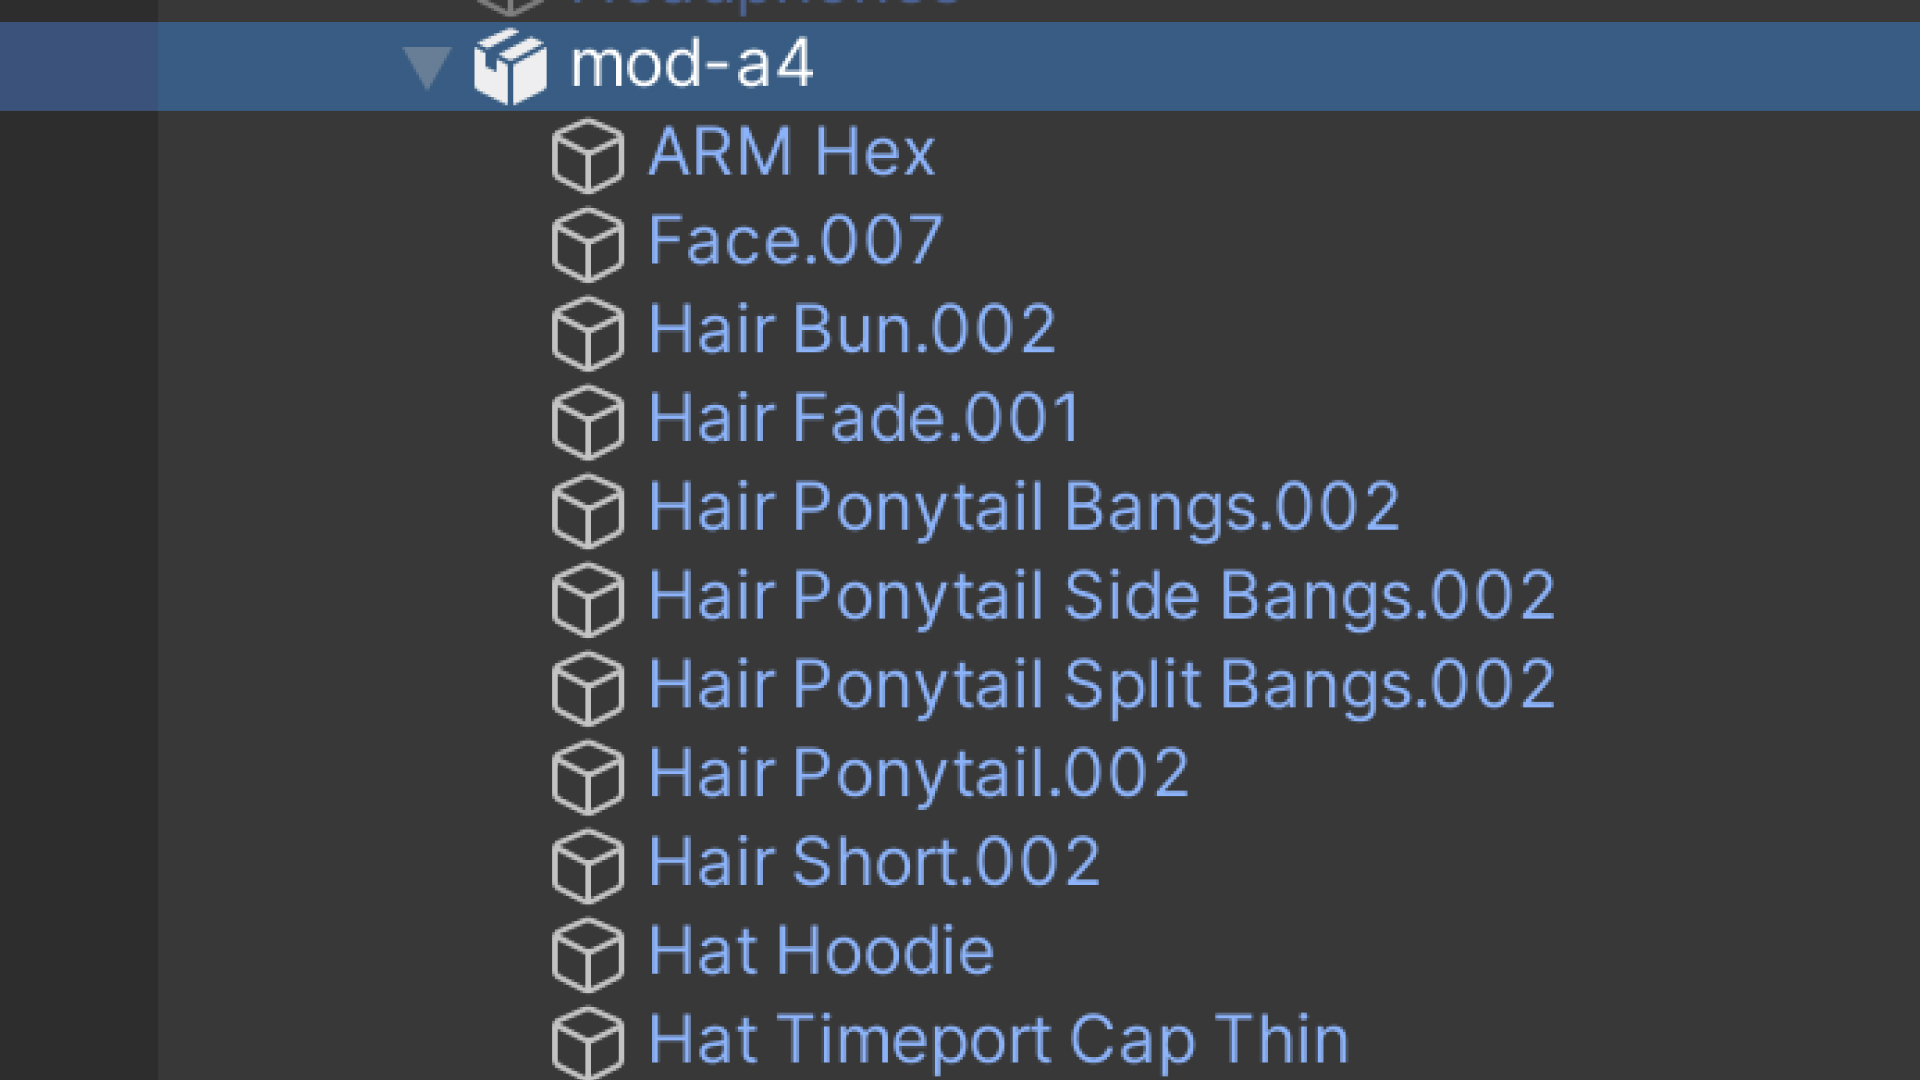 mod-a4
ARM Hex
Face.007
Hair Bun.002
Hair Fade.001
Hair Ponytail Bangs.002
Hair Ponytail Side Bangs.002
Hair Ponytail Split Bangs.002
Hair Ponytail.002
Hair Short.002
Hat Hoodie
Hat Timeport Cap Thin